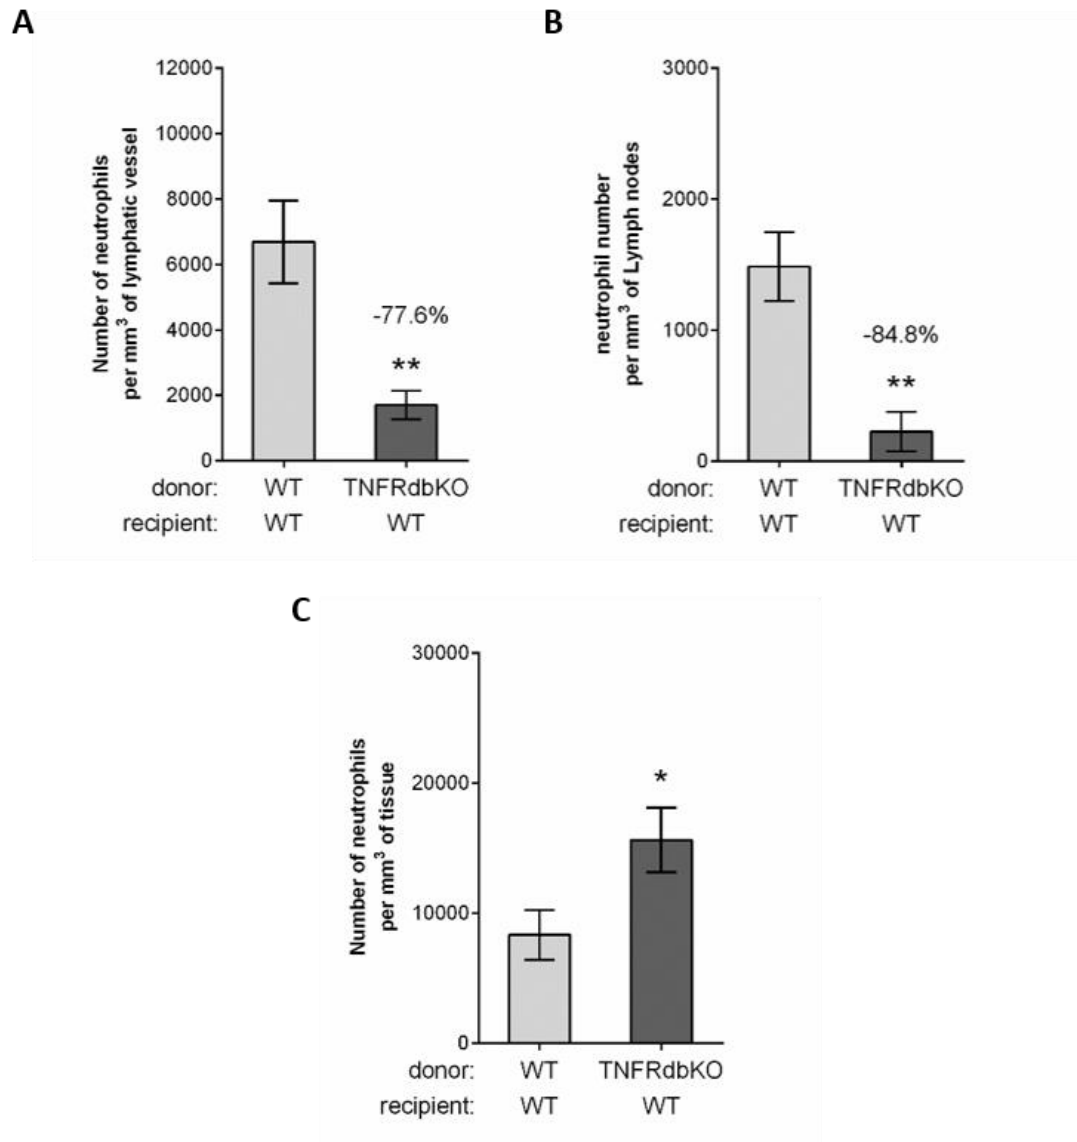 A
12000
10000
8000
6000
4000
2000
0
Number of neutrophils
per mm³ of lymphatic vessel
-77.6%
**
donor: WT TNFRdbKO
recipient: WT WT
B
3000
2000
1000
0
neutrophil number
per mm³ of Lymph nodes
-84.8%
**
donor: WT TNFRdbKO
recipient: WT WT
C
30000
20000
10000
0
Number of neutrophils
per mm³ of tissue
*
donor: WT TNFRdbKO
recipient: WT WT